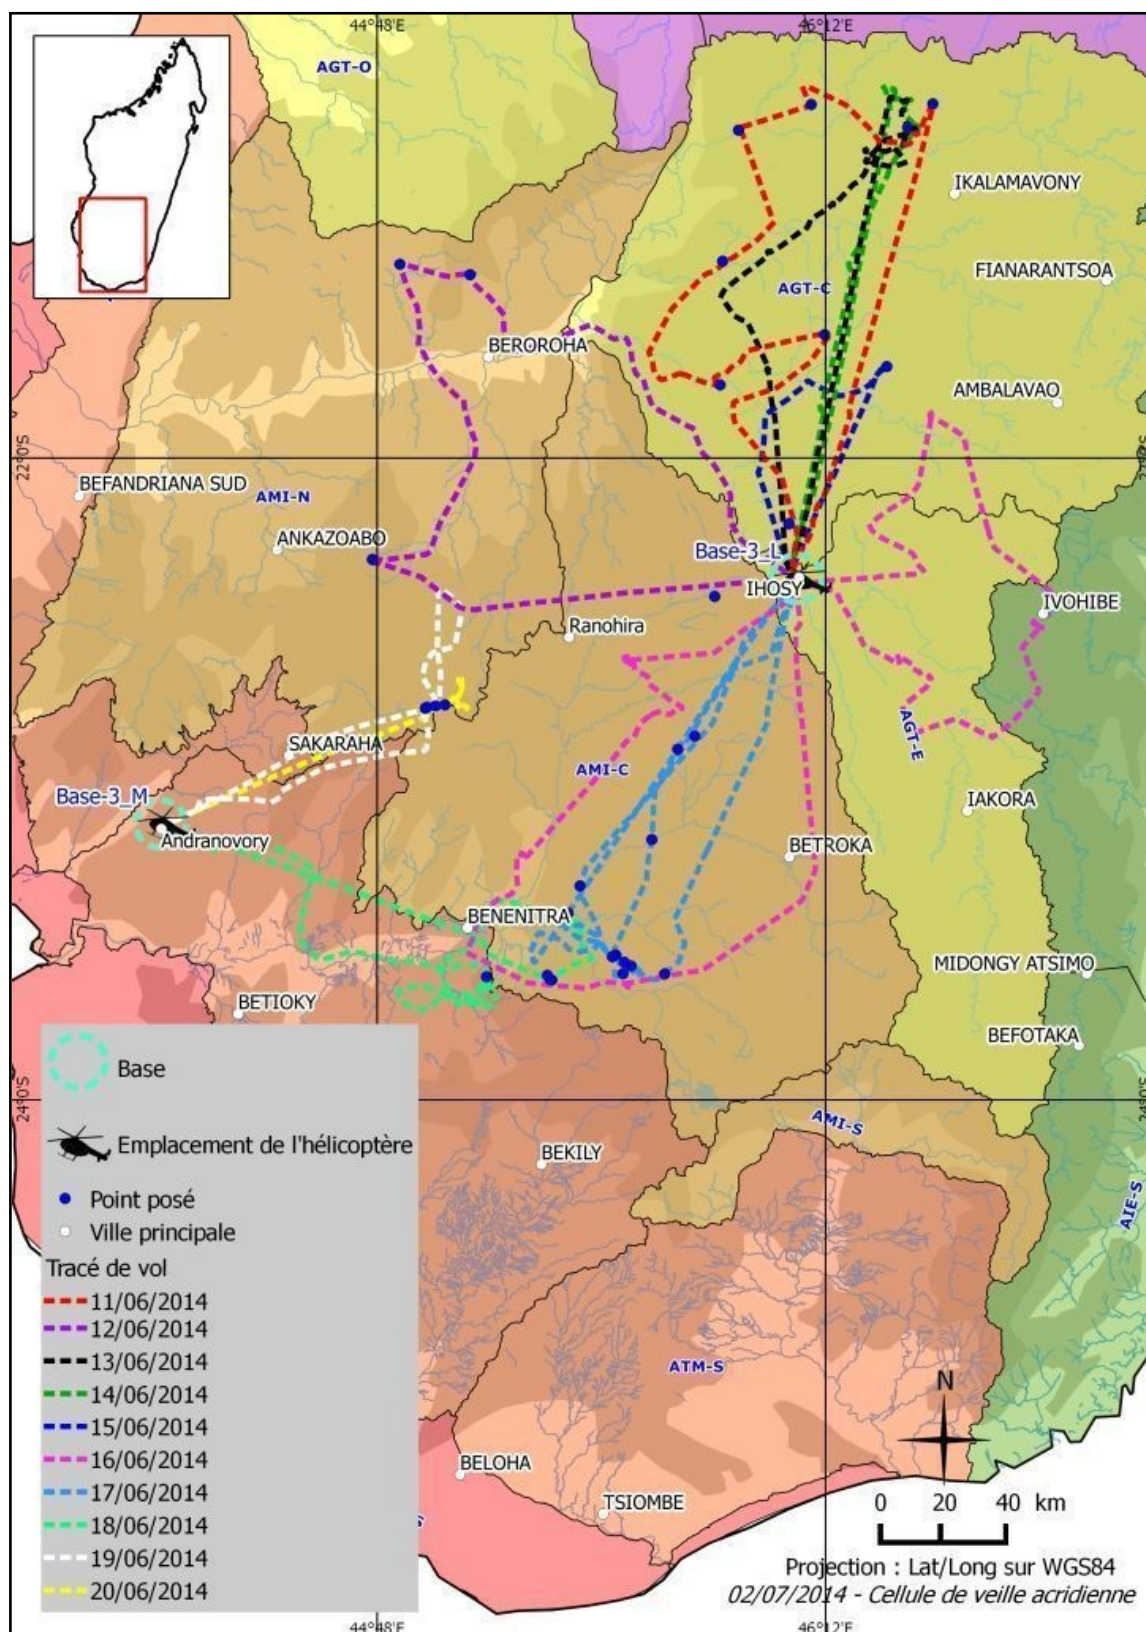 44°48'E
46°12'E
AGT-O
IKALAMAVONY
FIANARANTSOA
AGT-C
BEROROHA
AMBALAVAO
22°0'S
BEFANDRIANA SUD
AMI-N
ANKAZOABO
Base-3_L
IHOSY
IVOHIBE
Ranohira
AGT-E
SAKARAHA
AMI-C
Base-3_M
IAKORA
Andranovory
BETROKA
BENENITRA
MIDONGY ATSIMO
BETIOKY
BEFOTAKA
24°0'S
24°0'S
AMI-S
BEKILY
AIE-S
ATM-S
BELOHA
TSIOMBE
Base
Emplacement de l'hélicoptère
Point posé
Ville principale
Tracé de vol
11/06/2014
12/06/2014
13/06/2014
14/06/2014
15/06/2014
16/06/2014
17/06/2014
18/06/2014
19/06/2014
20/06/2014
N
0 20 40 km
Projection : Lat/Long sur WGS84
02/07/2014 - Cellule de veille acridienne
44°48'E
46°12'E